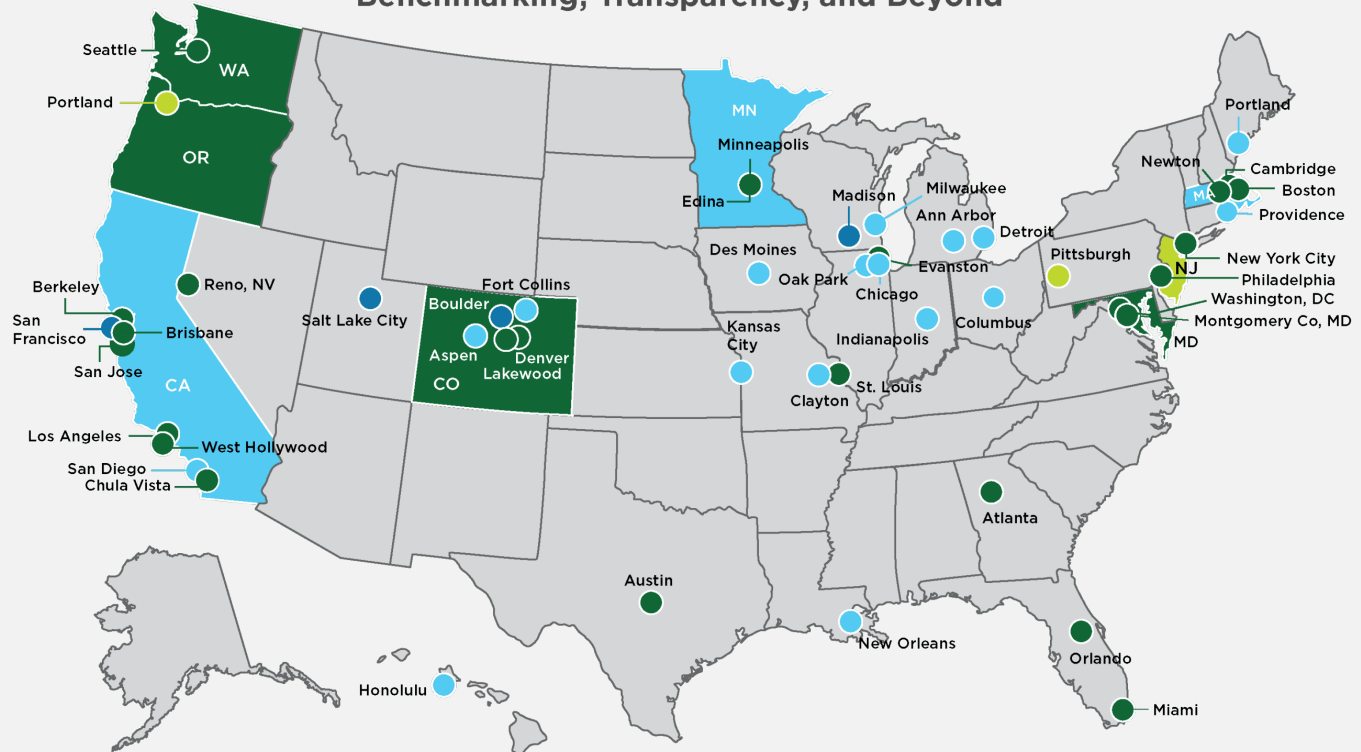 Benchmarking, Transparency, and Beyond
Seattle
WA
Portland
OR
MN
Minneapolis
Edina
Madison
Milwaukee
Ann Arbor
Detroit
Portland
Newton
Cambridge
MA
Boston
Providence
Des Moines
Oak Park
Evanston
Chicago
Pittsburgh
NJ
New York City
Philadelphia
Washington, DC
Montgomery Co, MD
MD
Berkeley
Reno, NV
San
Francisco
Brisbane
San Jose
CA
Salt Lake City
Fort Collins
Boulder
Aspen
Denver
Lakewood
CO
Kansas
City
Indianapolis
Columbus
Clayton
St. Louis
Los Angeles
West Hollywood
San Diego
Chula Vista
Atlanta
Austin
New Orleans
Orlando
Honolulu
Miami